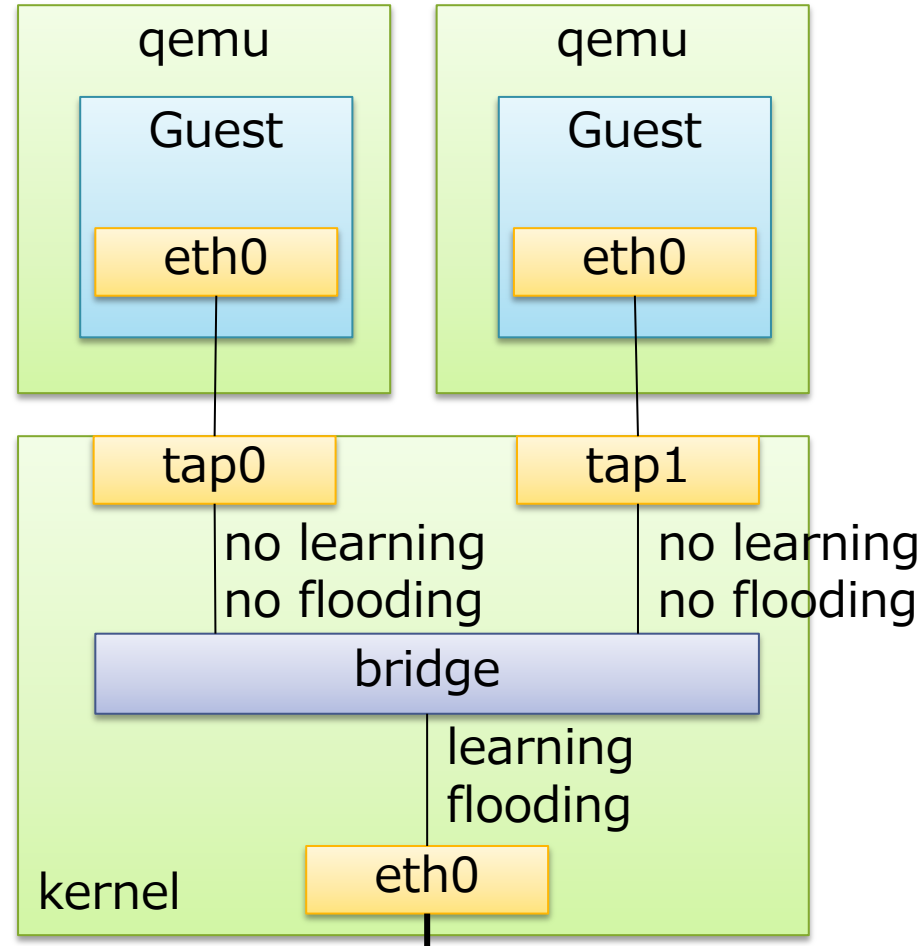 qemu
Guest
eth0
qemu
Guest
eth0
tap0
tap1
no learning
no flooding
no learning
no flooding
bridge
learning
flooding
eth0
kernel